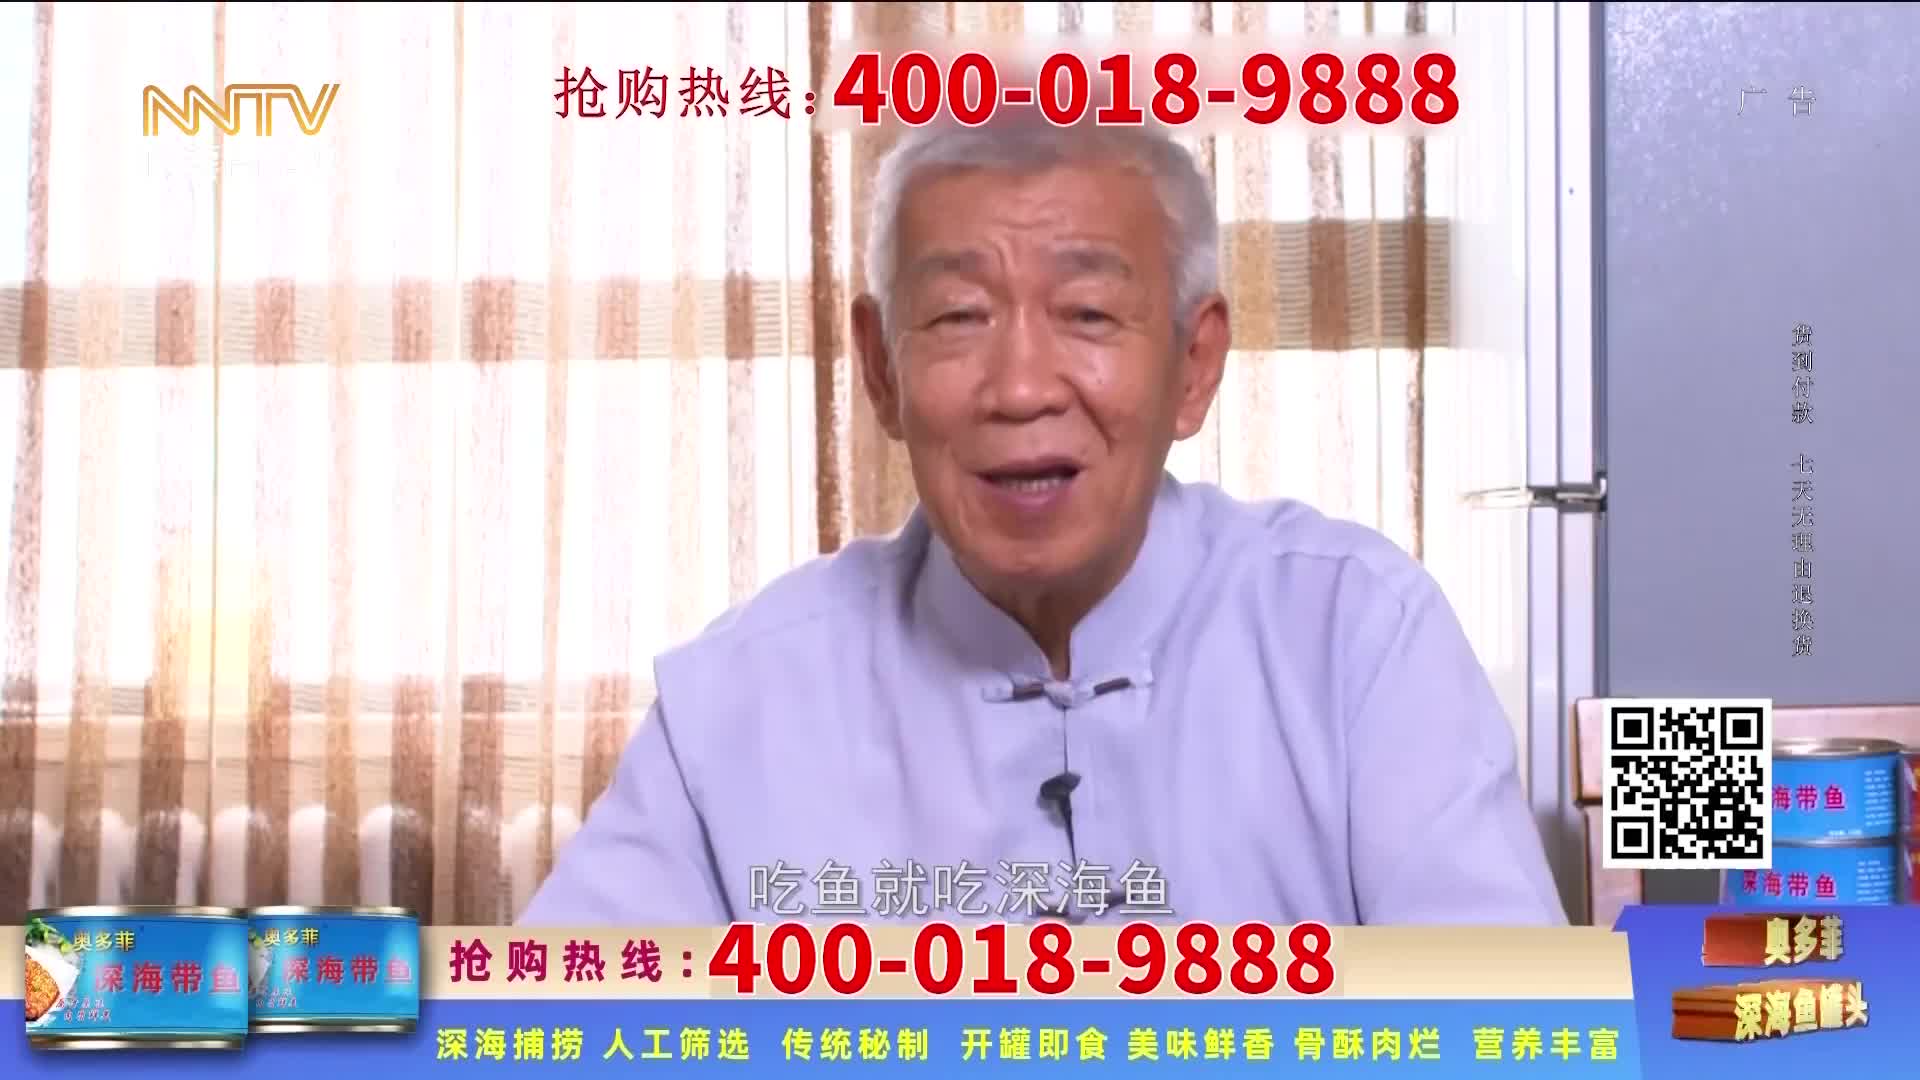 抢购热线:400-018-9888
NNTV
广告
货到付款 七天无理由退换货
海带鱼
深海带鱼
吃鱼就吃深海鱼
奥多菲
深海带鱼
奥多菲
深海带鱼
抢购热线:400-018-9888
奥多菲
深海鱼罐头
深海捕捞 人工筛选 传统秘制 开罐即食 美味鲜香 骨酥肉烂 营养丰富